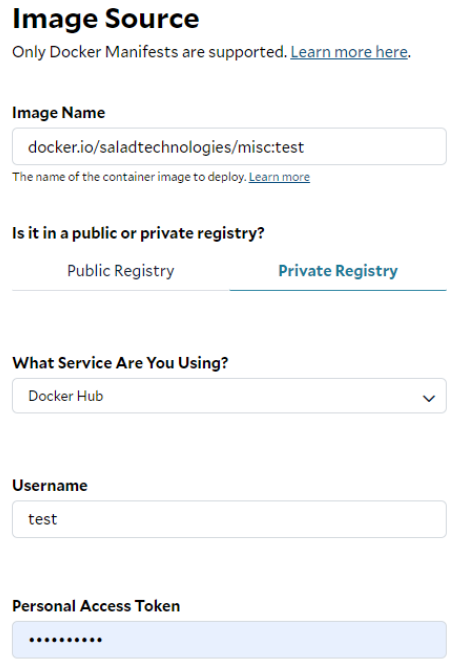 Image Source
Only Docker Manifests are supported. Learn more here.
Image Name
docker.io/saladtechnologies/misc:test
The name of the container image to deploy. Learn more
Is it in a public or private registry?
Public Registry Private Registry
What Service Are You Using?
Docker Hub
Username
test
Personal Access Token
••••••••••